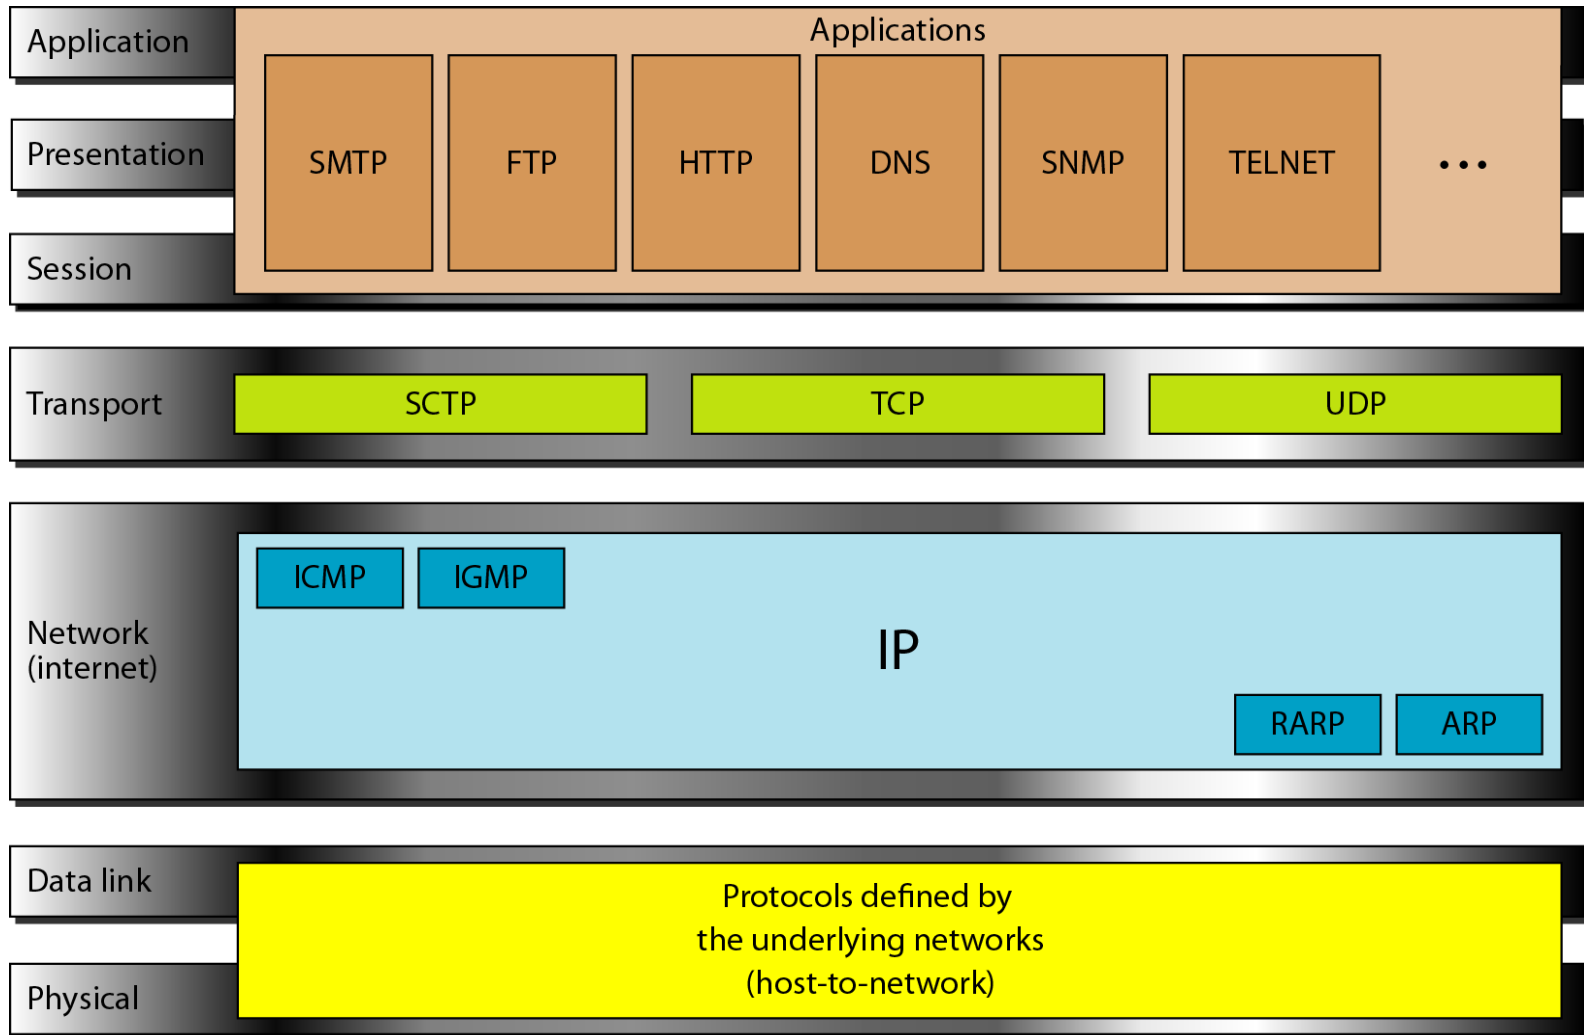 Application
Applications
Presentation
SMTP
FTP
HTTP
DNS
SNMP
TELNET
...
Session
Transport
SCTP
TCP
UDP
Network
(internet)
ICMP
IGMP
IP
RARP
ARP
Data link
Protocols defined by
the underlying networks
(host-to-network)
Physical